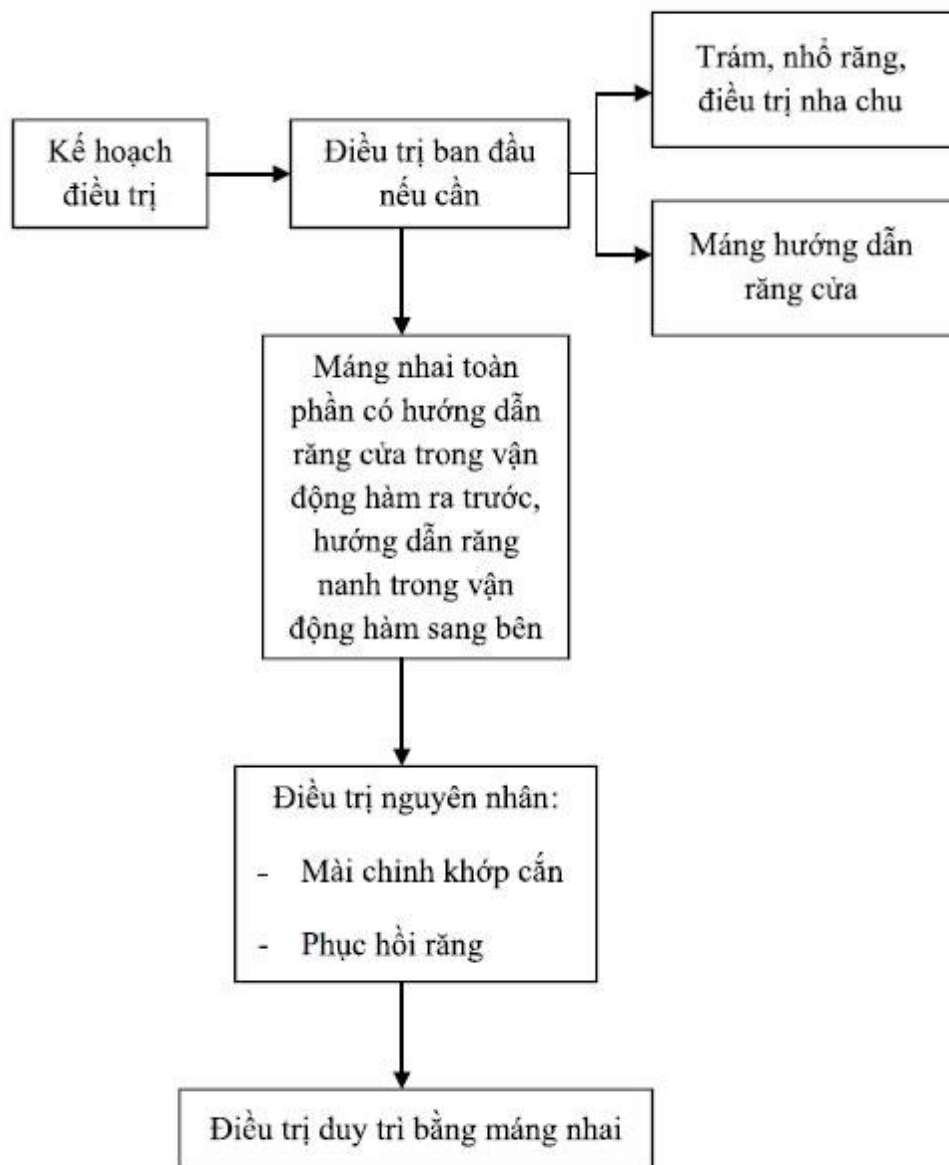 Kế hoạch
điều trị
Điều trị ban đầu
nếu cần
Trám, nhổ răng,
điều trị nha chu
Máng hướng dẫn
răng cửa
Máng nhai toàn
phần có hướng dẫn
răng cửa trong vận
động hàm ra trước,
hướng dẫn răng
nanh trong vận
động hàm sang bên
Điều trị nguyên nhân:
- Mài chỉnh khớp cắn
- Phục hồi răng
Điều trị duy trì bằng máng nhai